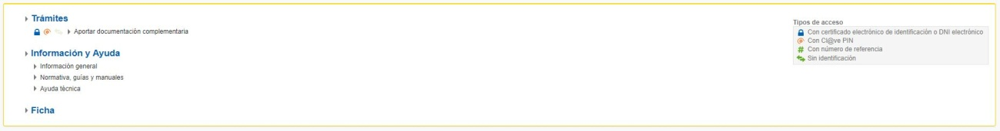 Trámites
Aportar documentación complementaria
Información y Ayuda
Información general
Normativa, guías y manuales
Ayuda técnica
Ficha
Tipos de acceso
Con certificado electrónico de identificación o DNI electrónico
Con Cl@ve PIN
# Con número de referencia
Sin identificación